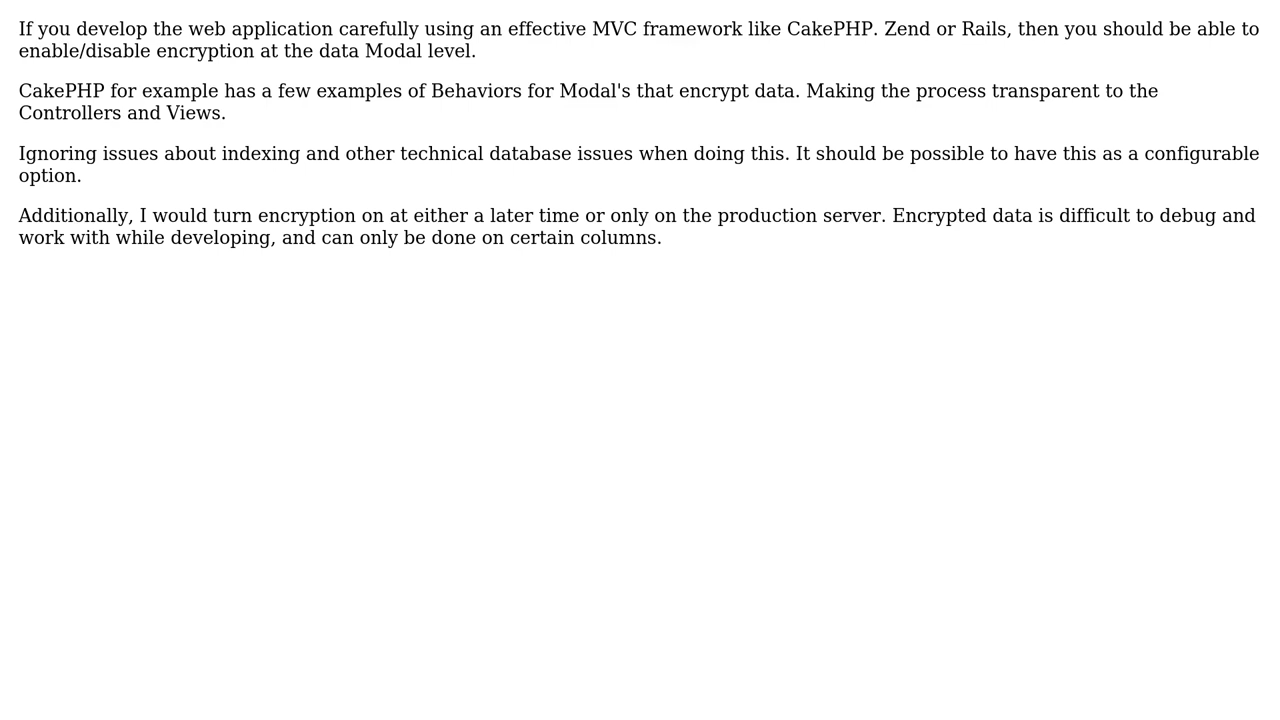 If you develop the web application carefully using an effective MVC framework like CakePHP. Zend or Rails, then you should be able to
enable/disable encryption at the data Modal level.
CakePHP for example has a few examples of Behaviors for Modal's that encrypt data. Making the process transparent to the
Controllers and Views.
Ignoring issues about indexing and other technical database issues when doing this. It should be possible to have this as a configurable
option.
Additionally, I would turn encryption on at either a later time or only on the production server. Encrypted data is difficult to debug and
work with while developing, and can only be done on certain columns.